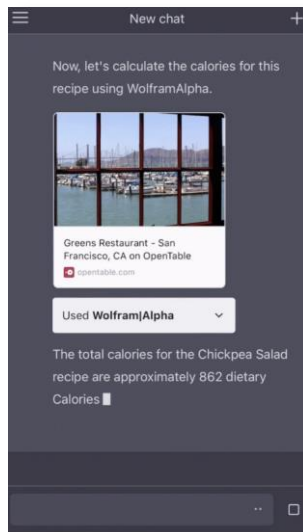 New chat
Now, let's calculate the calories for this
recipe using WolframAlpha.
Greens Restaurant - San
Francisco, CA on OpenTable
opentable.com
Used Wolfram|Alpha
The total calories for the Chickpea Salad
recipe are approximately 862 dietary
Calories